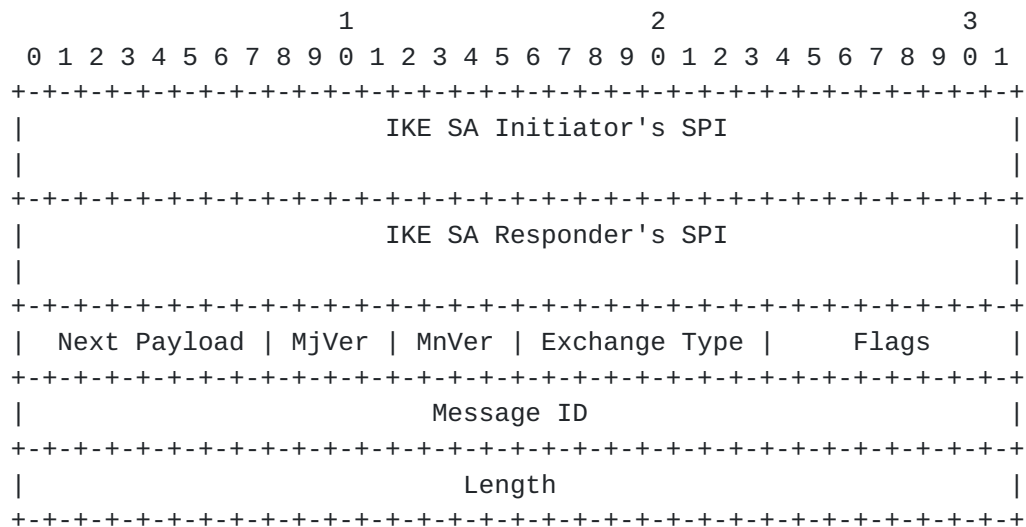 1                   2                   3
 0 1 2 3 4 5 6 7 8 9 0 1 2 3 4 5 6 7 8 9 0 1 2 3 4 5 6 7 8 9 0 1
+-+-+-+-+-+-+-+-+-+-+-+-+-+-+-+-+-+-+-+-+-+-+-+-+-+-+-+-+-+-+-+-+
|                       IKE SA Initiator's SPI                  |
|                                                               |
+-+-+-+-+-+-+-+-+-+-+-+-+-+-+-+-+-+-+-+-+-+-+-+-+-+-+-+-+-+-+-+-+
|                       IKE SA Responder's SPI                  |
|                                                               |
+-+-+-+-+-+-+-+-+-+-+-+-+-+-+-+-+-+-+-+-+-+-+-+-+-+-+-+-+-+-+-+-+
|  Next Payload | MjVer | MnVer | Exchange Type |     Flags     |
+-+-+-+-+-+-+-+-+-+-+-+-+-+-+-+-+-+-+-+-+-+-+-+-+-+-+-+-+-+-+-+-+
|                          Message ID                           |
+-+-+-+-+-+-+-+-+-+-+-+-+-+-+-+-+-+-+-+-+-+-+-+-+-+-+-+-+-+-+-+-+
|                            Length                             |
+-+-+-+-+-+-+-+-+-+-+-+-+-+-+-+-+-+-+-+-+-+-+-+-+-+-+-+-+-+-+-+-+